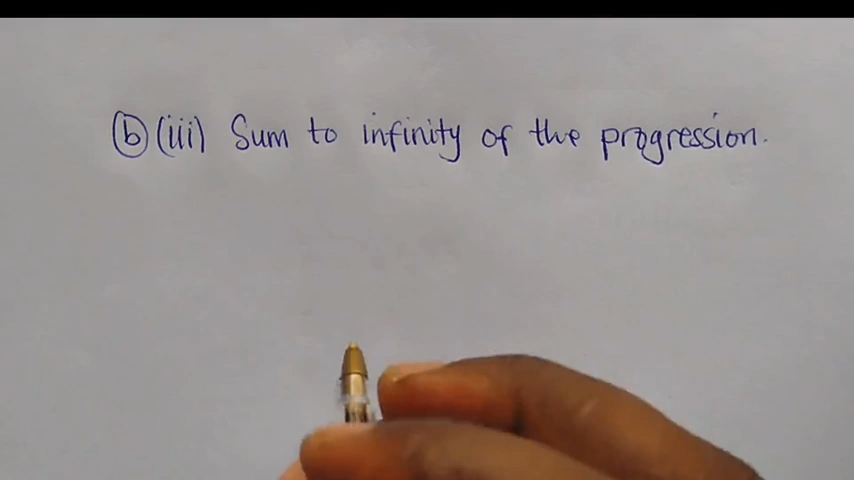 b (iii) Sum to infinity of the progression.